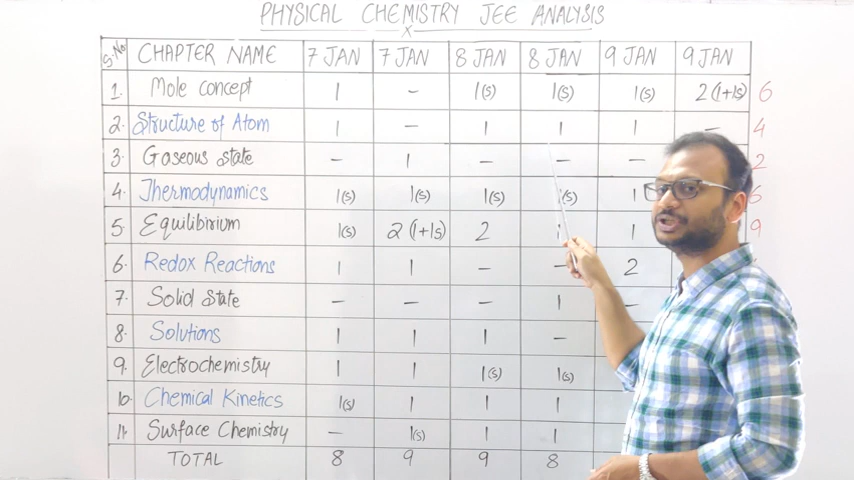 PHYSICAL CHEMISTRY JEE ANALYSIS
S.No CHAPTER NAME 7 JAN 7 JAN 8 JAN 8 JAN 9 JAN 9 JAN
1. Mole concept 1 - 1(s) 1(s) 1(s) 2(1+1s) 6
2. Structure of Atom 1 - 1 1 1 - 4
3. Gaseous state - 1 - - - 2
4. Thermodynamics 1(s) 1(s) 1(s) 1(s) 1 6
5. Equilibrium 1(s) 2(1+1s) 2 1 1 9
6. Redox Reactions 1 1 - - 2
7. Solid State - - - 1 -
8. Solutions 1 1 1 -
9. Electrochemistry 1 1 1(s) 1(s)
10. Chemical Kinetics 1(s) 1 1 1
11. Surface Chemistry - 1(s) 1 1
TOTAL 8 9 9 8